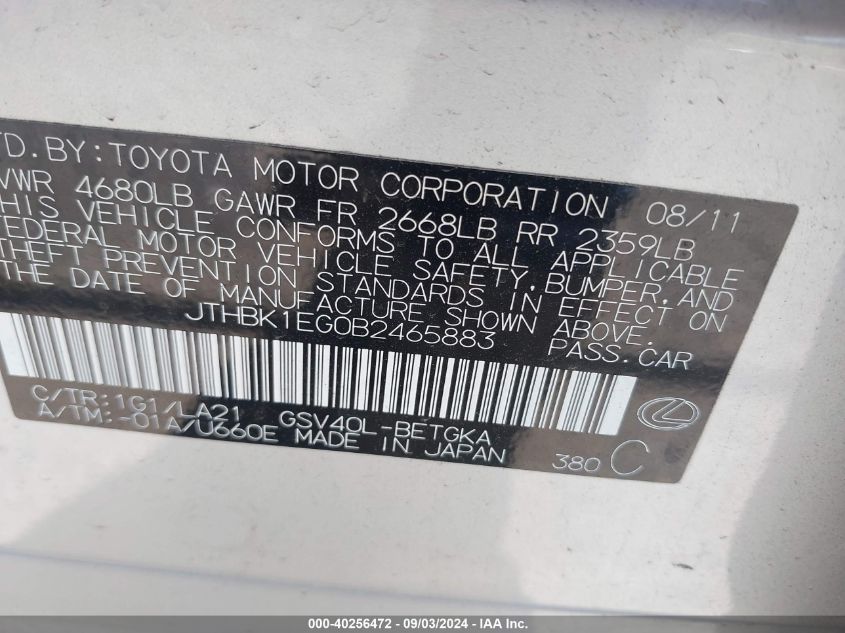 TD. BY: TOYOTA MOTOR CORPORATION 08/11
VWR 4680LB GAWR FR 2668LB RR 2359LB
HIS VEHICLE CONFORMS TO ALL APPLICABLE
FEDERAL MOTOR VEHICLE SAFETY, BUMPER, AND
THEFT PREVENTION STANDARDS IN EFFECT ON
THE DATE OF MANUFACTURE SHOWN ABOVE.
JTHBK1EG0B2465883 PASS. CAR
C/TR: 1G1/LA21 GSV40L-BETGKA
A/TM: -01A/U660E MADE IN JAPAN 380 C
000-40256472 - 09/03/2024 - IAA Inc.